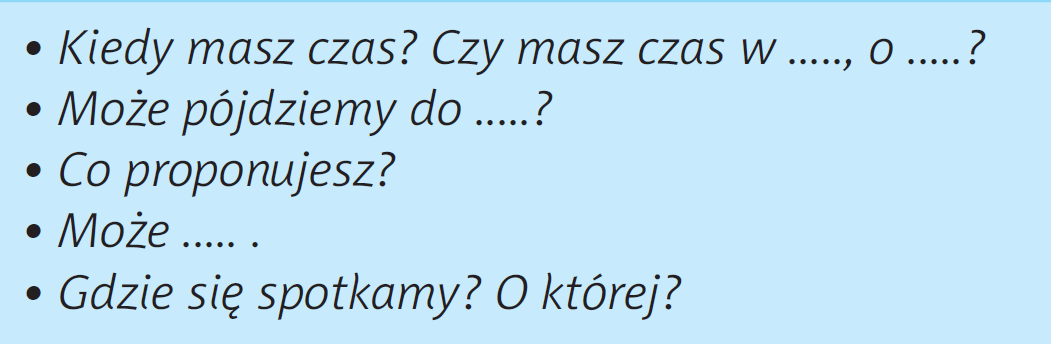 • Kiedy masz czas? Czy masz czas w ....., o .....?
• Może pójdziemy do .....?
• Co proponujesz?
• Może ..... .
• Gdzie się spotkamy? O której?